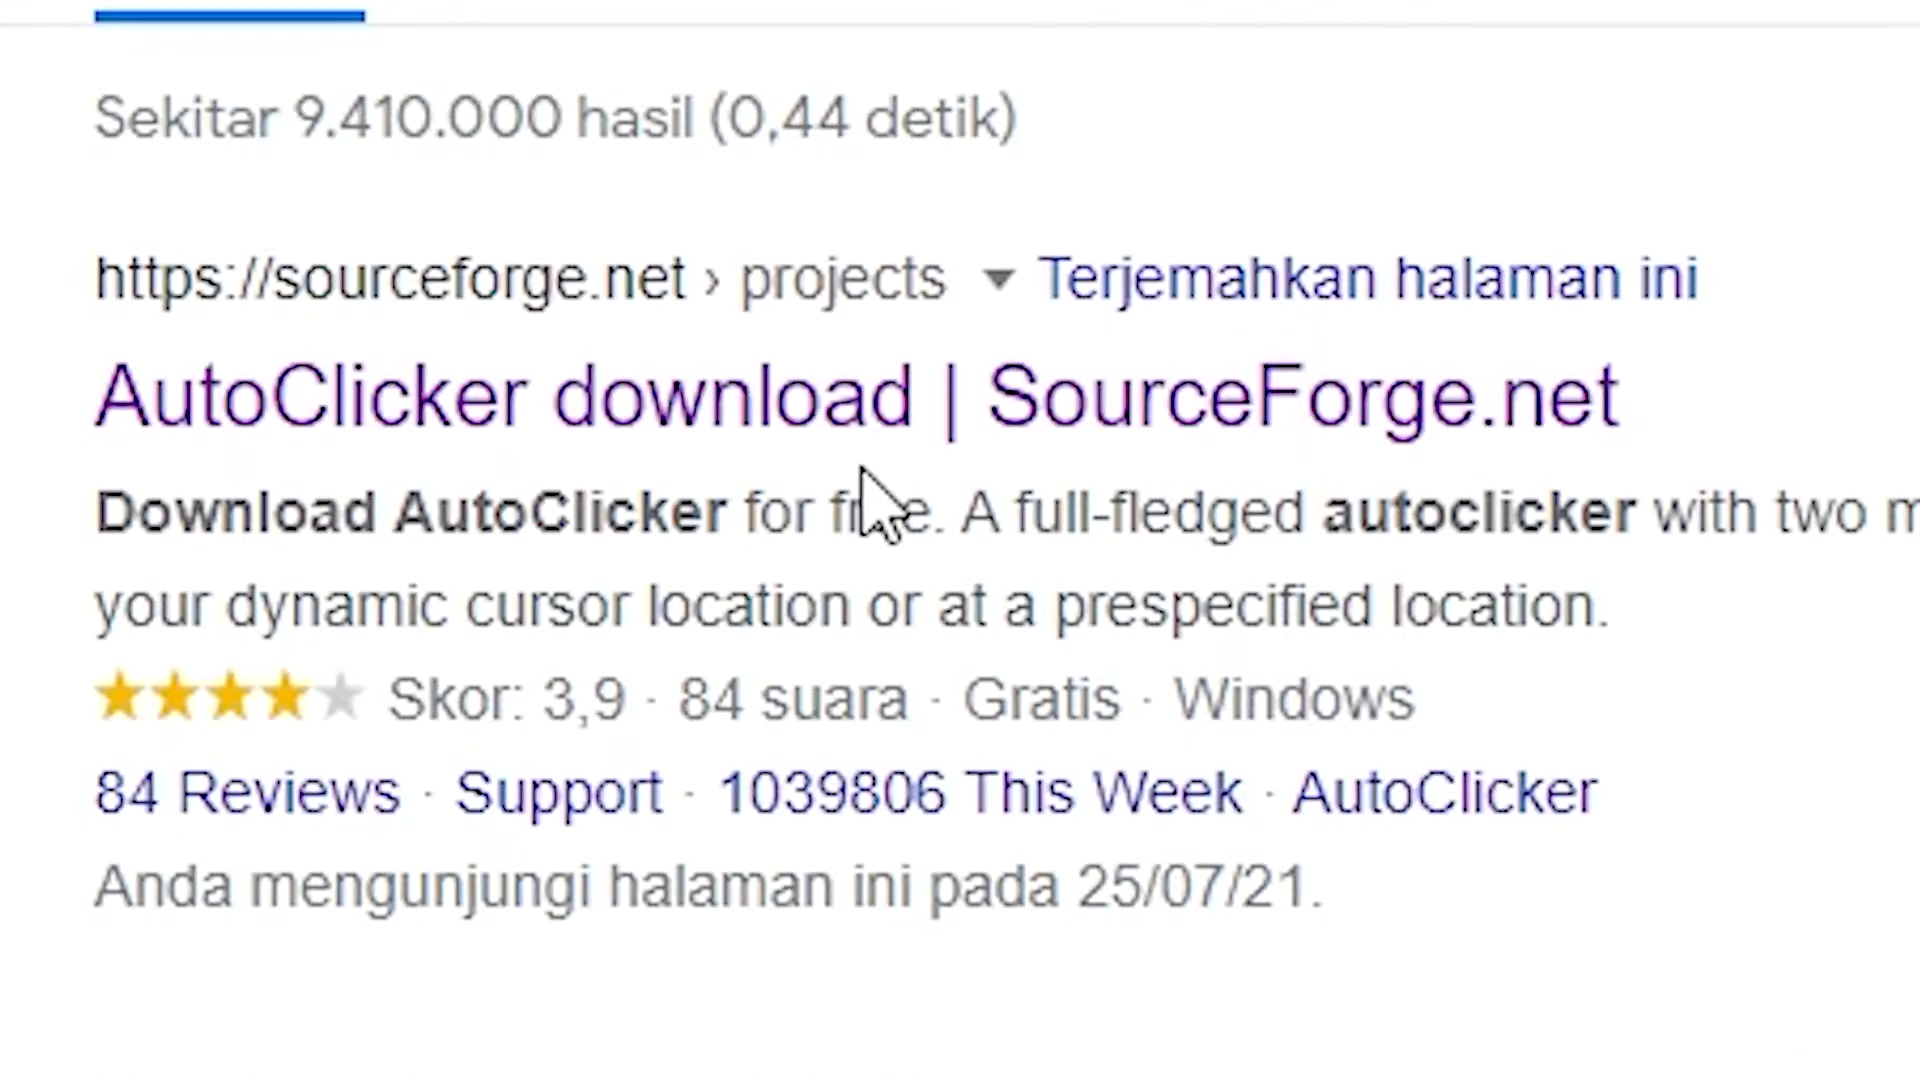 Sekitar 9.410.000 hasil (0,44 detik)
https://sourceforge.net › projects ▼ Terjemahkan halaman ini
AutoClicker download | SourceForge.net
Download AutoClicker for free. A full-fledged autoclicker with two
your dynamic cursor location or at a prespecified location.
Skor: 3,9 · 84 suara · Gratis · Windows
84 Reviews · Support · 1039806 This Week · AutoClicker
Anda mengunjungi halaman ini pada 25/07/21.